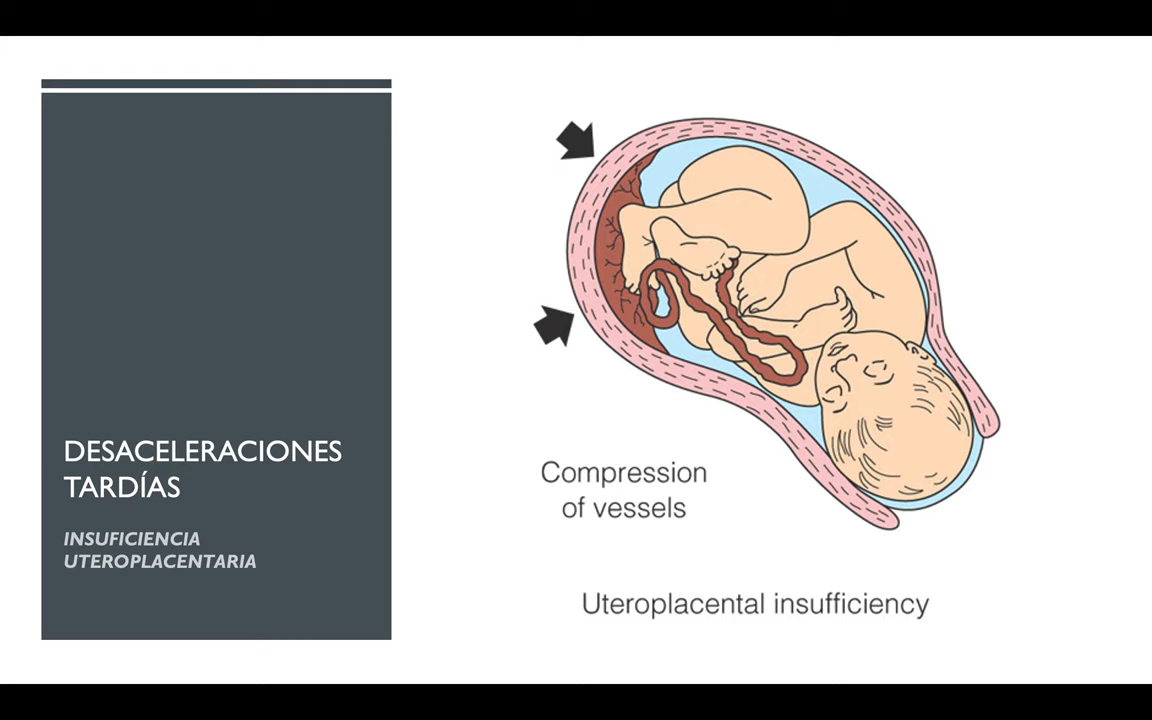 DESACELERACIONES
TARDÍAS
INSUFICIENCIA
UTEROPLACENTARIA
Compression
of vessels
Uteroplacental insufficiency